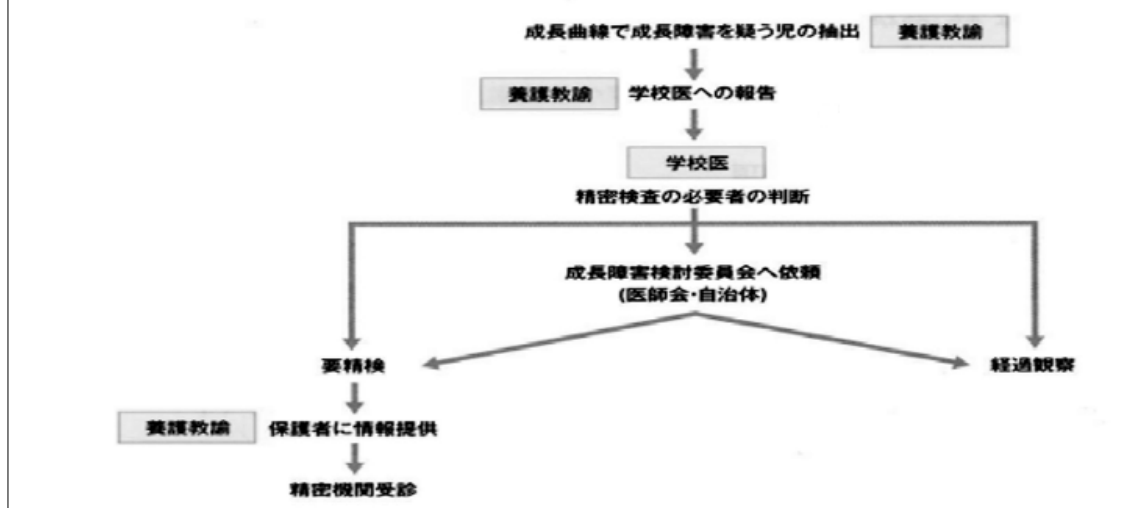 成長曲線で成長障害を疑う児の抽出 養護教諭
養護教諭 学校医への報告
学校医
精密検査の必要者の判断
成長障害検討委員会へ依頼
(医師会・自治体)
要精検
経過観察
養護教諭 保護者に情報提供
精密機関受診